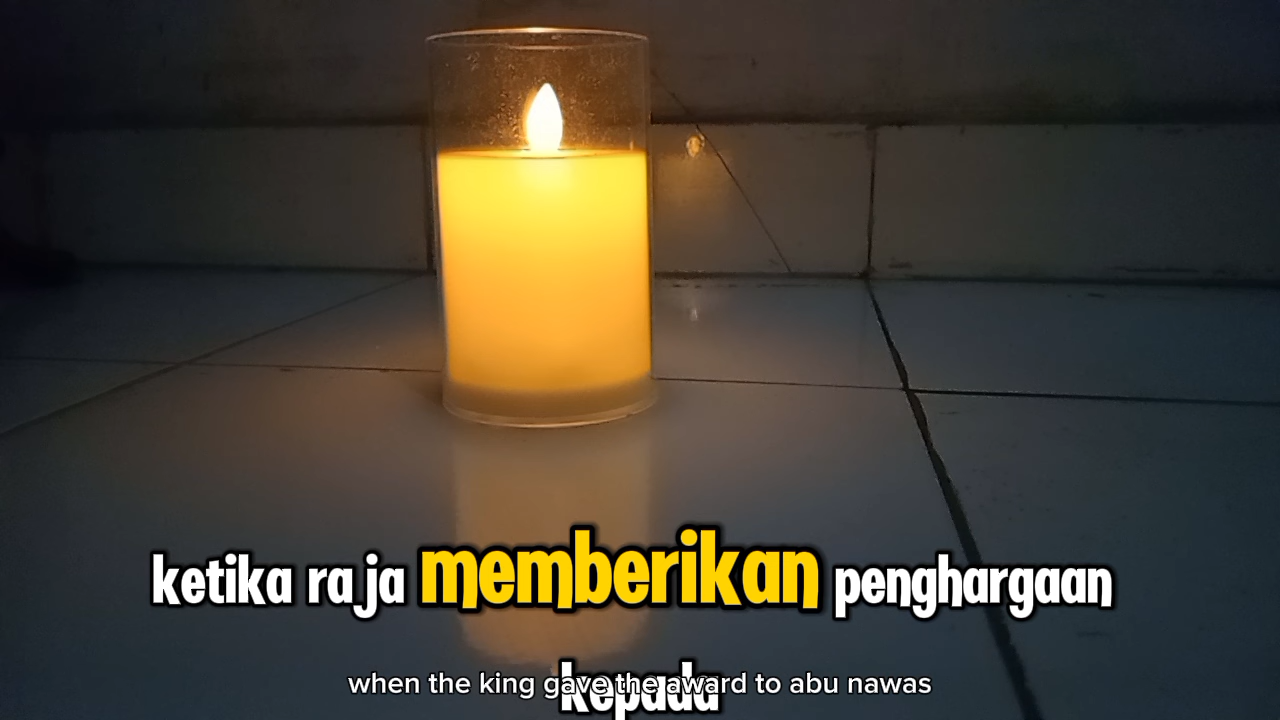 ketika raja memberikan penghargaan
kepada
when the king gave the award to abu nawas